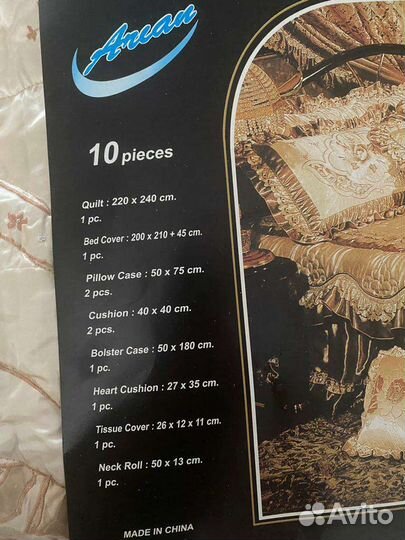 Arean
10 pieces
Quilt : 220 x 240 cm.
1 pc.
Bed Cover : 200 x 210 + 45 cm.
1 pc.
Pillow Case : 50 x 75 cm.
2 pcs.
Cushion : 40 x 40 cm.
2 pcs.
Bolster Case : 50 x 180 cm.
1 pc.
Heart Cushion : 27 x 35 cm.
1 pc.
Tissue Cover : 26 x 12 x 11 cm.
1 pc.
Neck Roll : 50 x 13 cm.
1 pc.
MADE IN CHINA
Avito